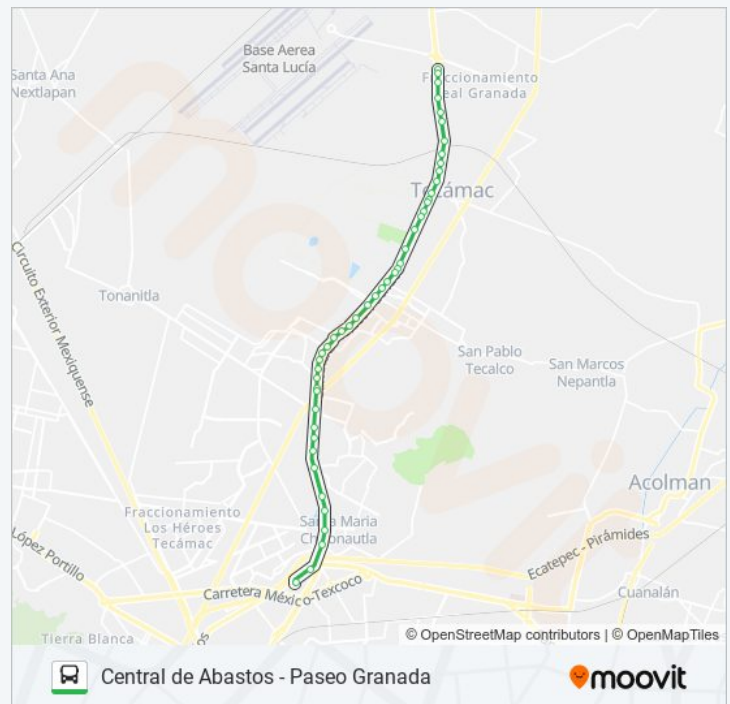 Base Aerea
Santa Lucía
Santa Ana
Nextlapan
Fraccionamiento
Real Granada
Tecámac
Circuito Exterior Mexiquense
Tonanitla
San Pablo
Tecalco
San Marcos
Nepantla
Acolman
Fraccionamiento
Los Héroes
Tecámac
Santa Maria
Chiconautla
López Portillo
Ecatepec - Pirámides
Carretera México-Texcoco
Cuanalán
Tierra Blanca
© OpenStreetMap contributors | © OpenMapTiles
Central de Abastos - Paseo Granada
moovit